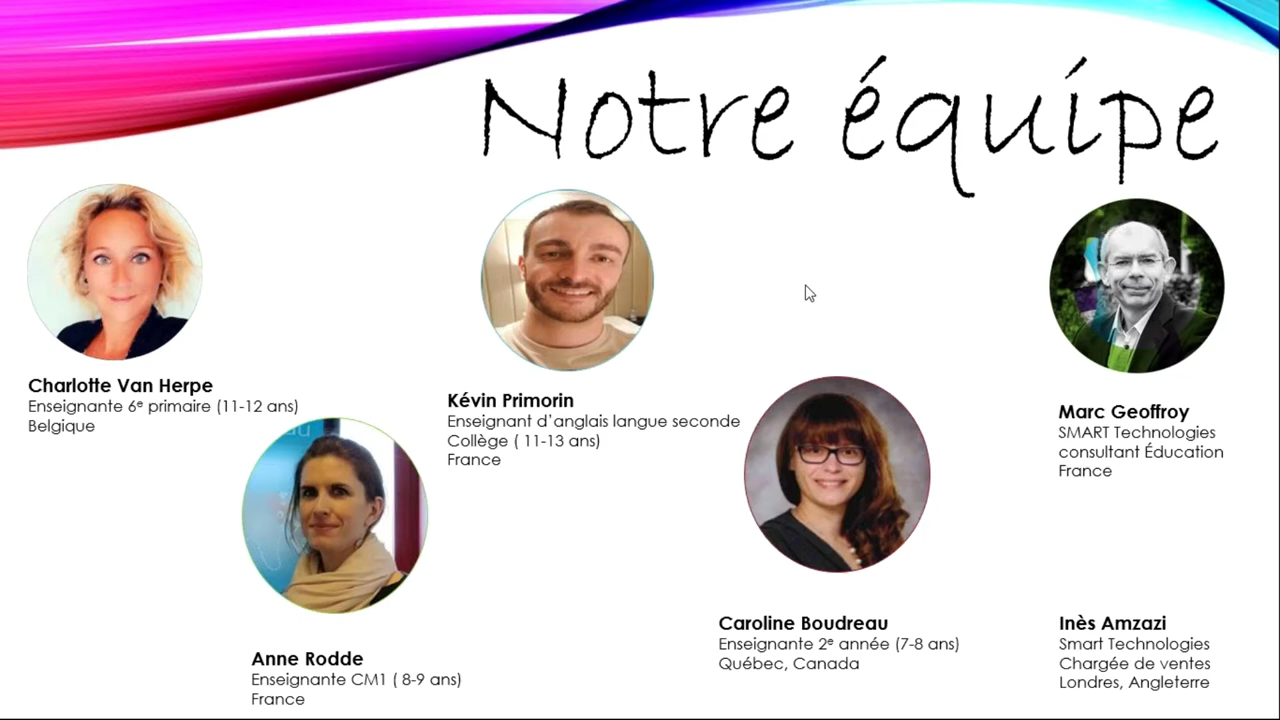 Notre équipe
Charlotte Van Herpe
Enseignante 6e primaire (11-12 ans)
Belgique
Kévin Primorin
Enseignant d’anglais langue seconde
Collège ( 11-13 ans)
France
Marc Geoffroy
SMART Technologies
consultant Éducation
France
Anne Rodde
Enseignante CM1 ( 8-9 ans)
France
Caroline Boudreau
Enseignante 2e année (7-8 ans)
Québec, Canada
Inès Amzazi
Smart Technologies
Chargée de ventes
Londres, Angleterre